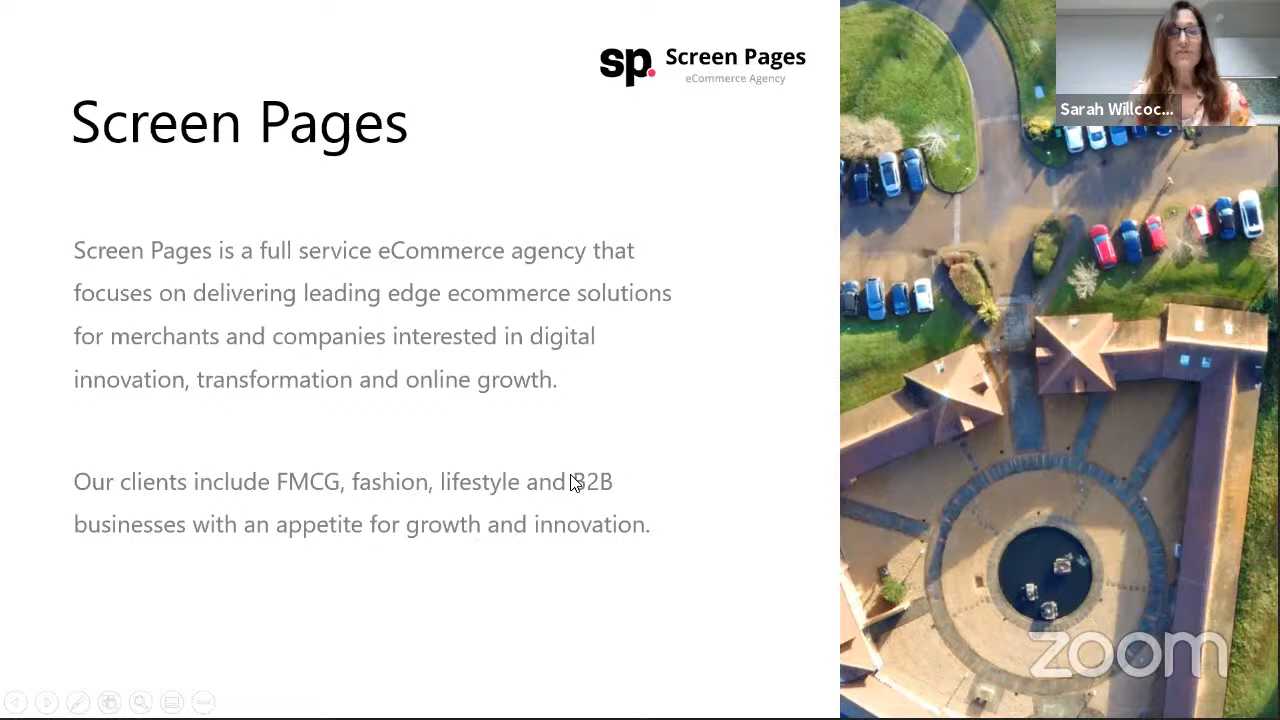 sp. Screen Pages
eCommerce Agency
Sarah Willcoc...
Screen Pages
Screen Pages is a full service eCommerce agency that
focuses on delivering leading edge ecommerce solutions
for merchants and companies interested in digital
innovation, transformation and online growth.
Our clients include FMCG, fashion, lifestyle and B2B
businesses with an appetite for growth and innovation.
zoom